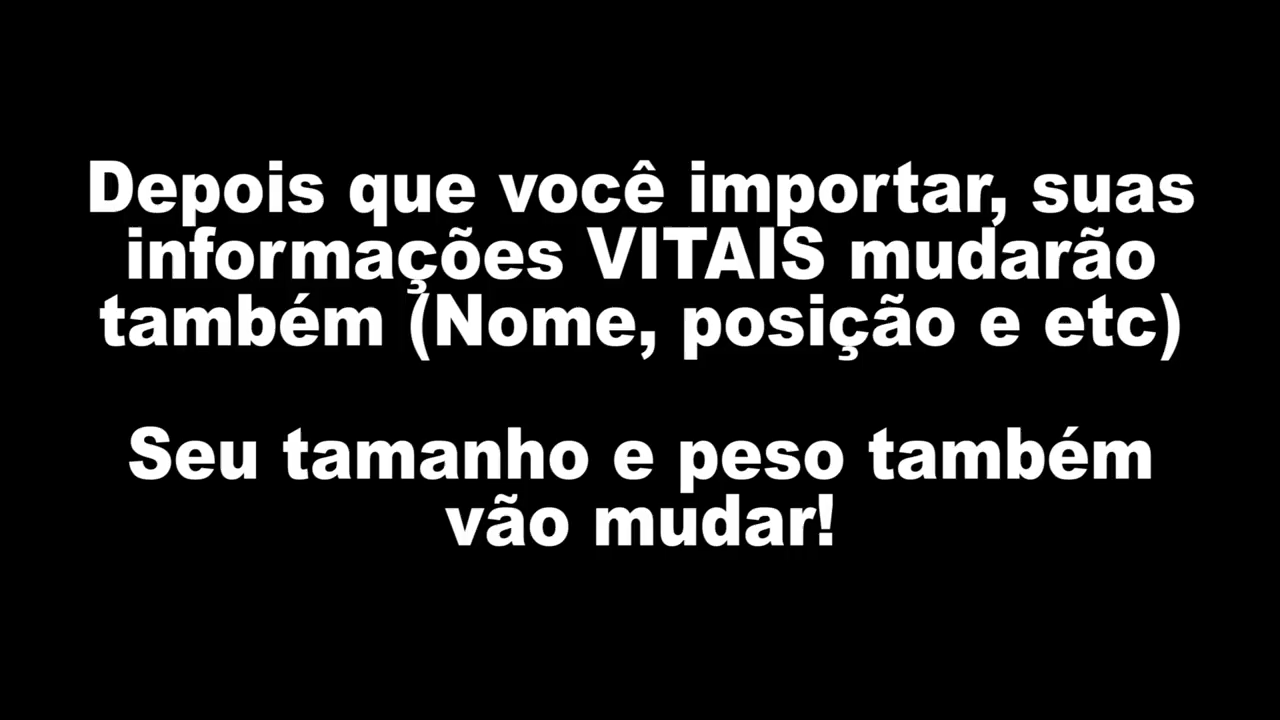 Depois que você importar, suas
informações VITAIS mudarão
também (Nome, posição e etc)
Seu tamanho e peso também
vão mudar!